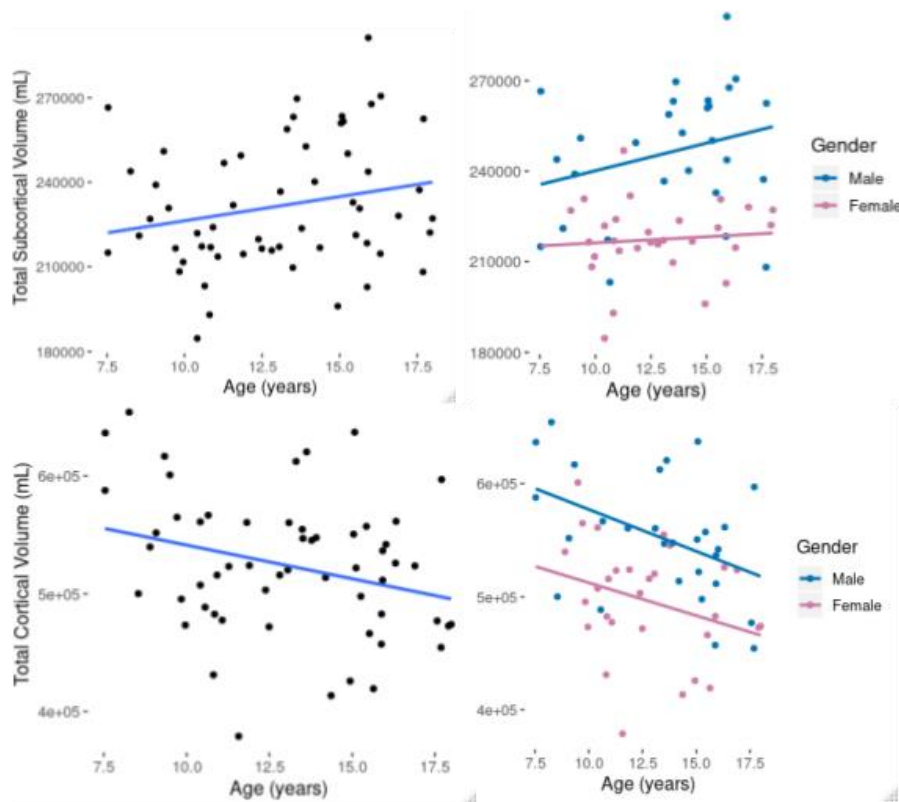 Total Subcortical Volume (mL)
270000
240000
210000
180000
7.5 10.0 12.5 15.0 17.5
Age (years)
270000
240000
210000
180000
7.5 10.0 12.5 15.0 17.5
Age (years)
Gender
Male
Female
Total Cortical Volume (mL)
6e+05
5e+05
4e+05
7.5 10.0 12.5 15.0 17.5
Age (years)
6e+05
5e+05
4e+05
7.5 10.0 12.5 15.0 17.5
Age (years)
Gender
Male
Female